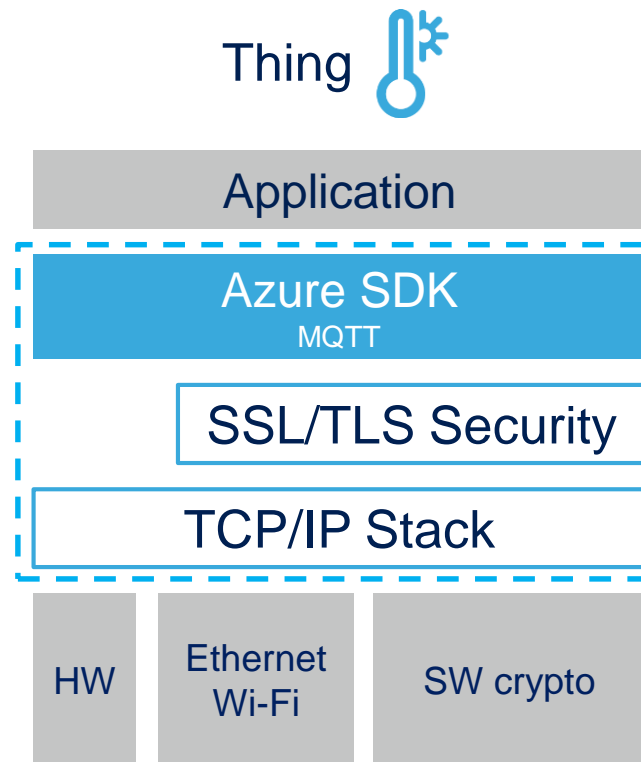 Thing
Application
Azure SDK
MQTT
SSL/TLS Security
TCP/IP Stack
HW
Ethernet
Wi-Fi
SW crypto